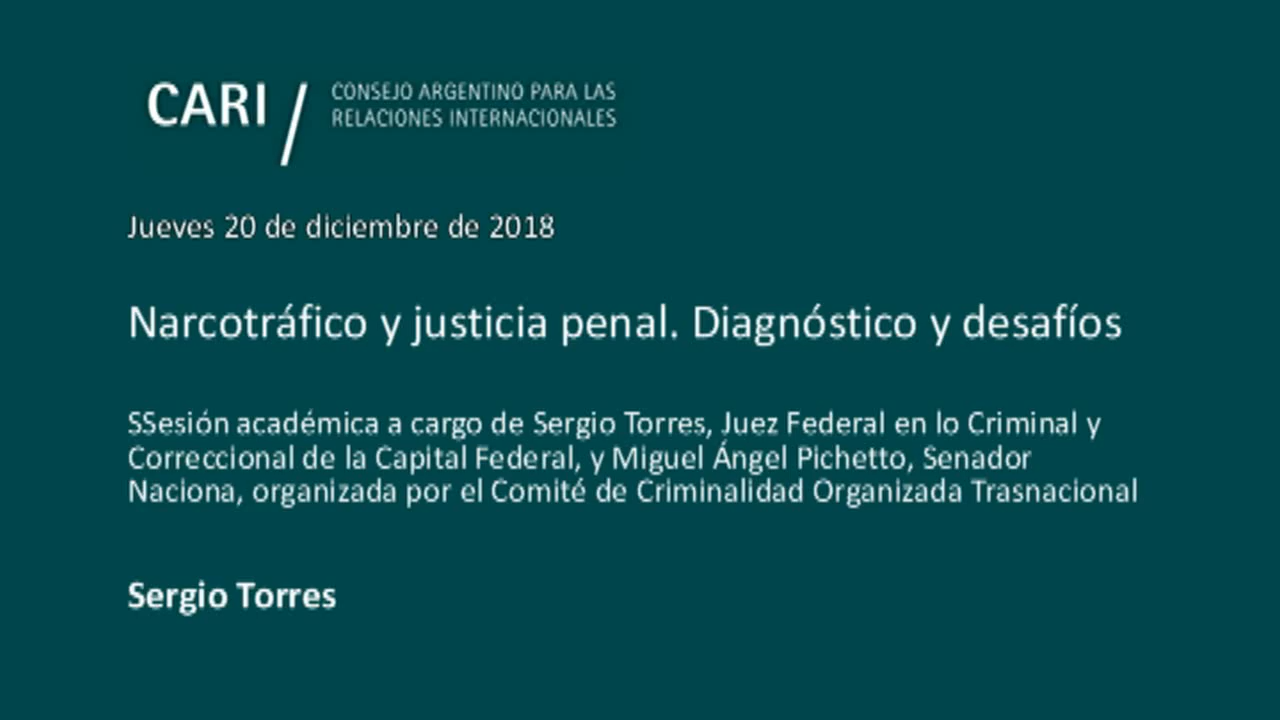 CARI / CONSEJO ARGENTINO PARA LAS
RELACIONES INTERNACIONALES
Jueves 20 de diciembre de 2018
Narcotráfico y justicia penal. Diagnóstico y desafíos
SSesión académica a cargo de Sergio Torres, Juez Federal en lo Criminal y
Correccional de la Capital Federal, y Miguel Ángel Pichetto, Senador
Naciona, organizada por el Comité de Criminalidad Organizada Trasnacional
Sergio Torres